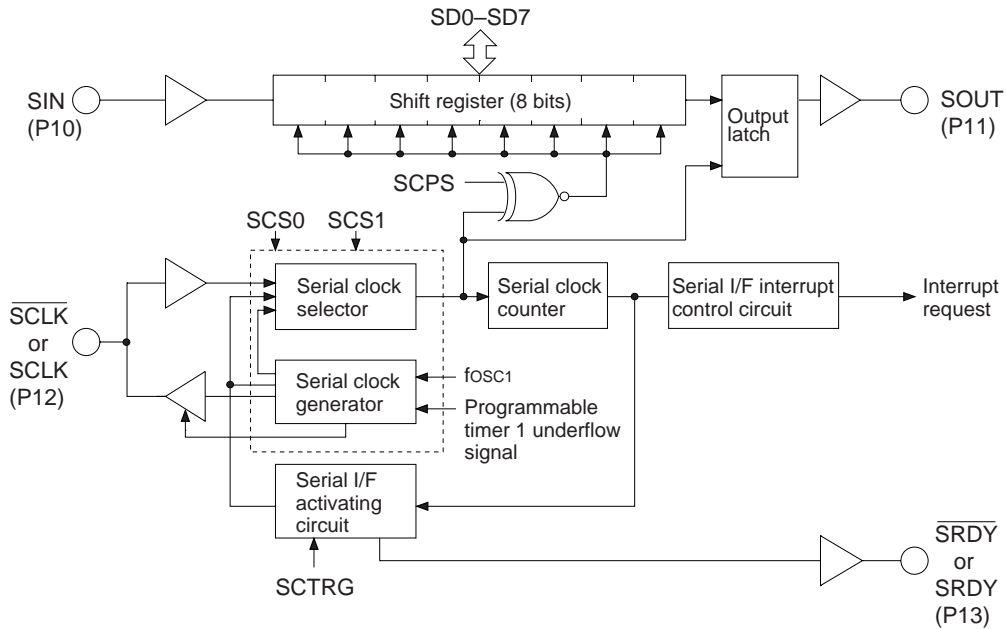 SD0–SD7
SIN
(P10)
Shift register (8 bits)
Output
latch
SOUT
(P11)
SCPS
SCS0
SCS1
Serial clock
selector
Serial clock
counter
Serial I/F interrupt
control circuit
Interrupt
request
SCLK
or
SCLK
(P12)
Serial clock
generator
fOSC1
Programmable
timer 1 underflow
signal
Serial I/F
activating
circuit
SCTRG
SRDY
or
SRDY
(P13)